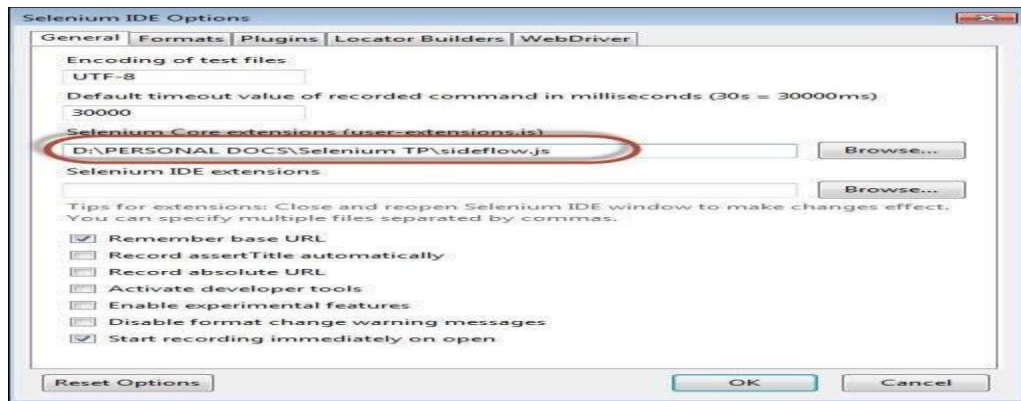 Selenium IDE Options
General Formats Plugins Locator Builders WebDriver
Encoding of test files
UTF-8
Default timeout value of recorded command in milliseconds (30s = 30000ms)
30000
Selenium Core extensions (user-extensions.js)
D:\PERSONAL DOCS\Selenium TP\sideflow.js
Browse...
Selenium IDE extensions
Browse...
Tips for extensions: Close and reopen Selenium IDE window to make changes effect.
You can specify multiple files separated by commas.
Remember base URL
Record assertTitle automatically
Record absolute URL
Activate developer tools
Enable experimental features
Disable format change warning messages
Start recording immediately on open
Reset Options OK Cancel